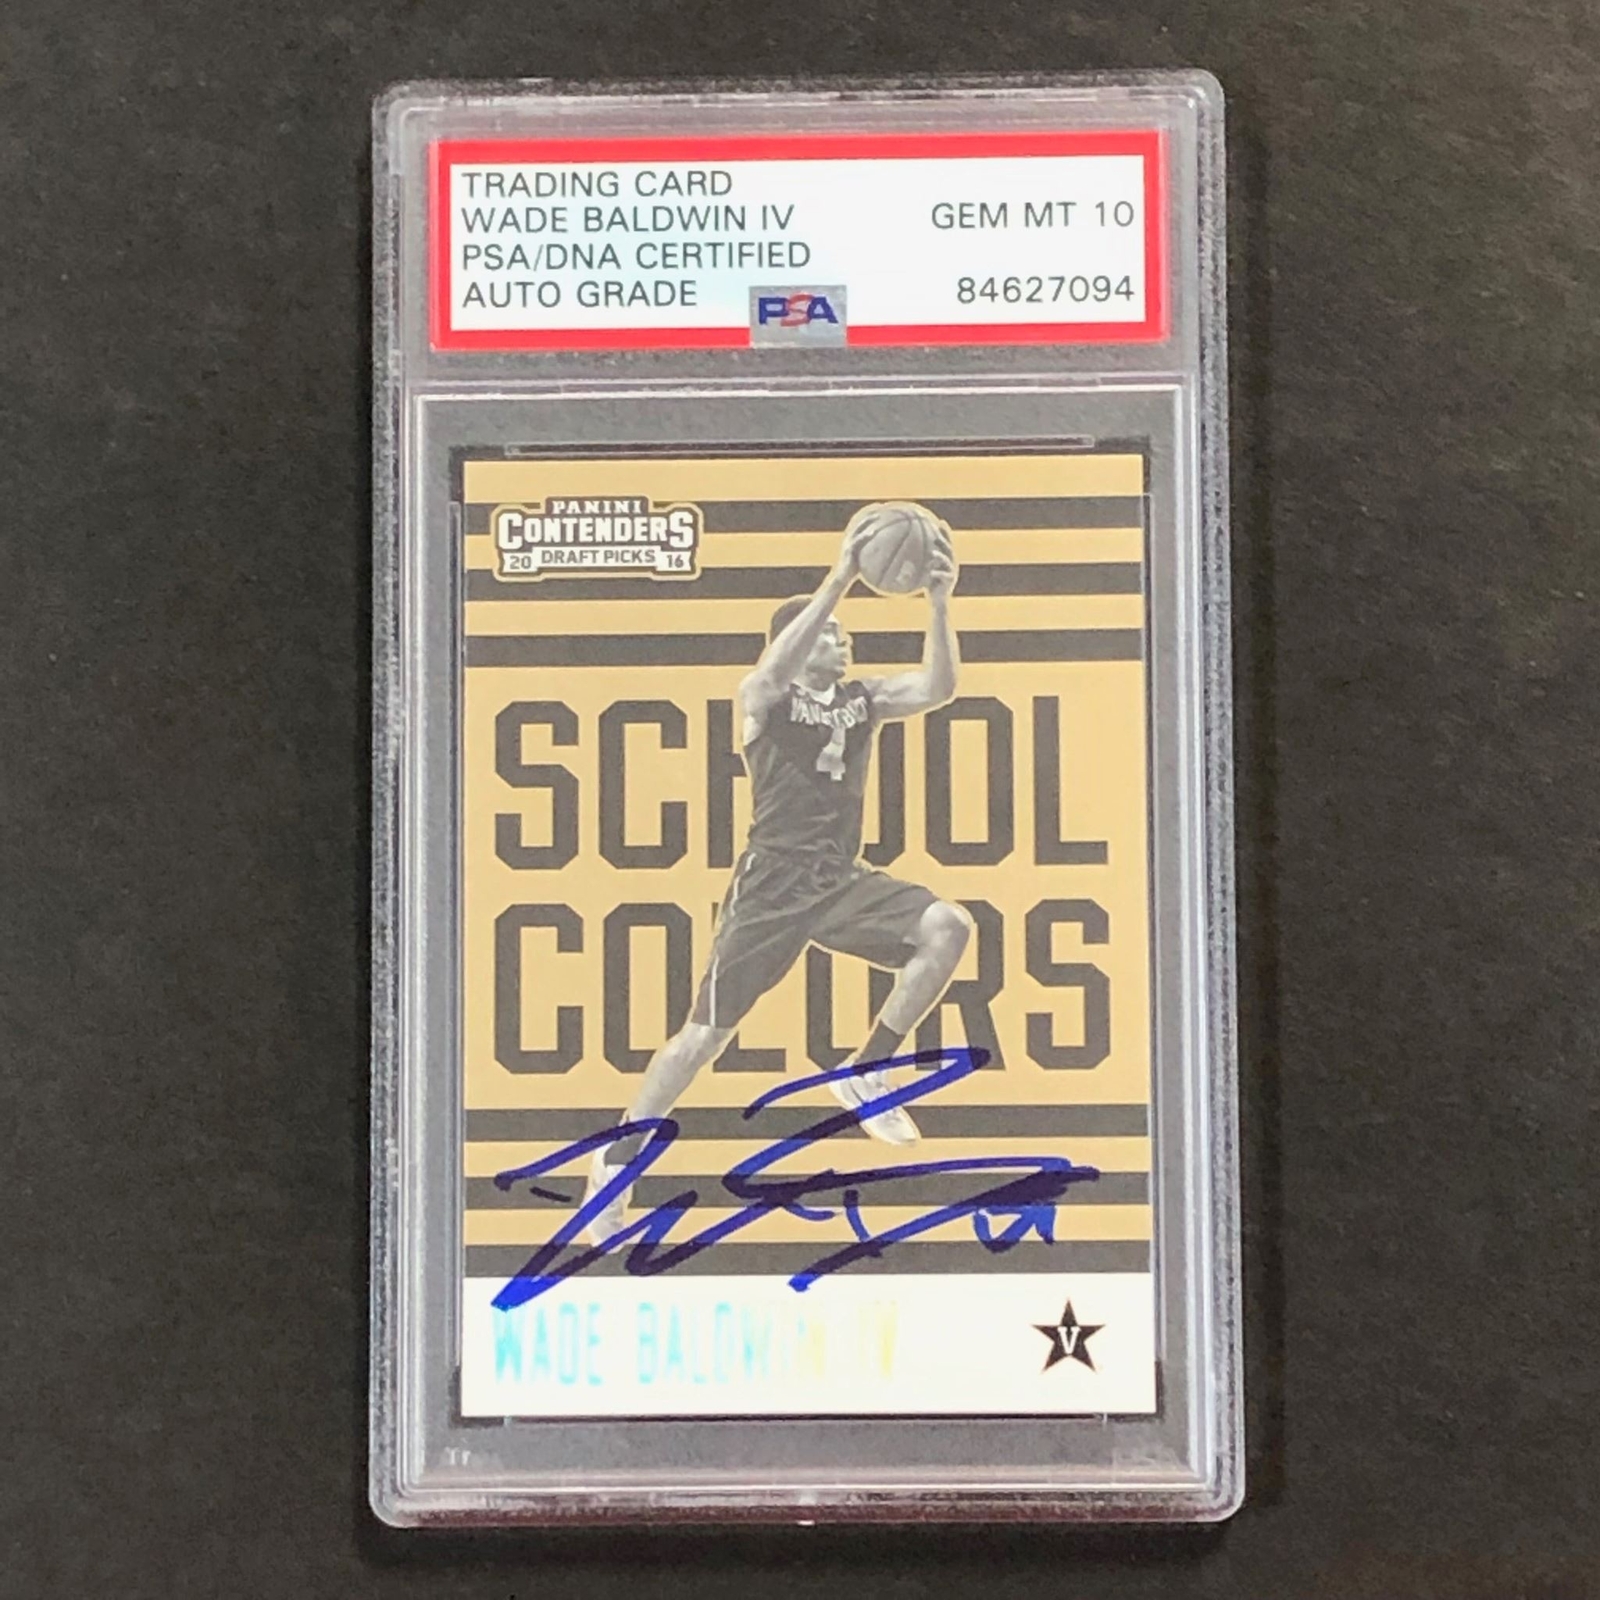 TRADING CARD
WADE BALDWIN IV
GEM MT 10
PSA/DNA CERTIFIED
AUTO GRADE
84627094
PSA
PANINI
CONTENDERS
20 DRAFT PICKS 16
VANDERBILT
4
SCHOOL
COLORS
WADE BALDWIN IV
V